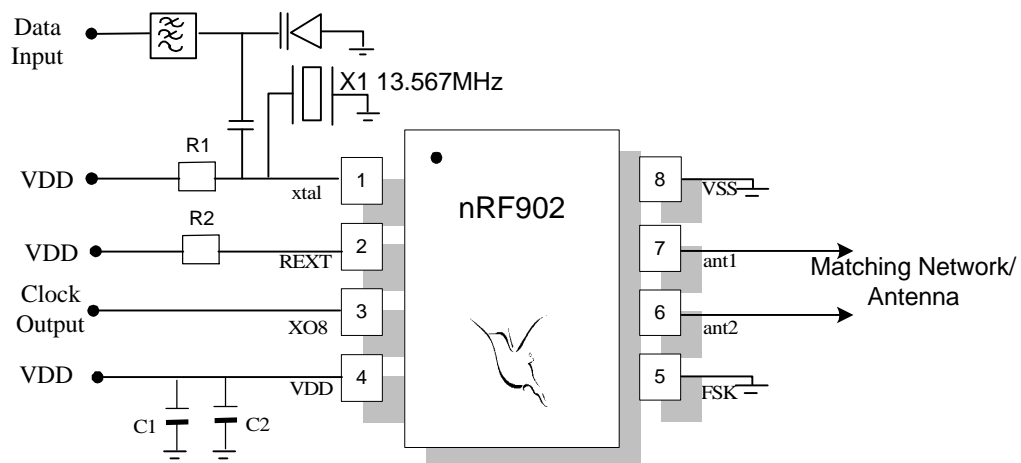 Data
Input
X1 13.567MHz
R1
VDD
xtal
1
R2
VDD
REXT
2
Clock
Output
XO8
3
VDD
VDD
4
C1
C2
nRF902
8
VSS
7
ant1
6
ant2
5
FSK
Matching Network/
Antenna